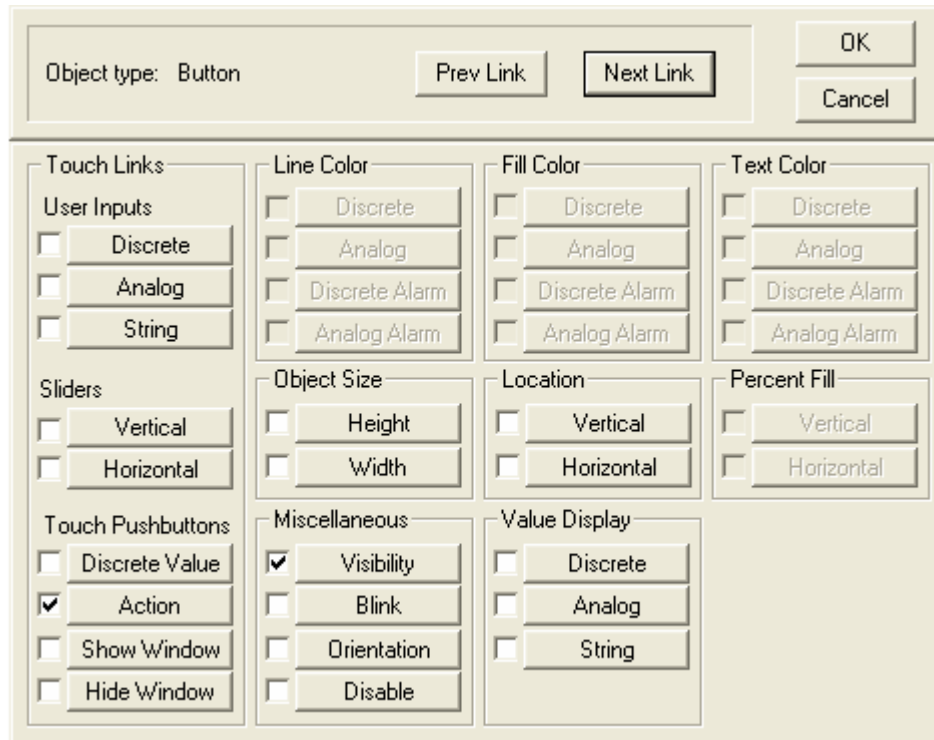 Object type: Button
Prev Link
Next Link
OK
Cancel
Touch Links
User Inputs
Discrete
Analog
String
Sliders
Vertical
Horizontal
Touch Pushbuttons
Discrete Value
Action
Show Window
Hide Window
Line Color
Discrete
Analog
Discrete Alarm
Analog Alarm
Fill Color
Discrete
Analog
Discrete Alarm
Analog Alarm
Text Color
Discrete
Analog
Discrete Alarm
Analog Alarm
Object Size
Height
Width
Location
Vertical
Horizontal
Percent Fill
Vertical
Horizontal
Miscellaneous
Visibility
Blink
Orientation
Disable
Value Display
Discrete
Analog
String